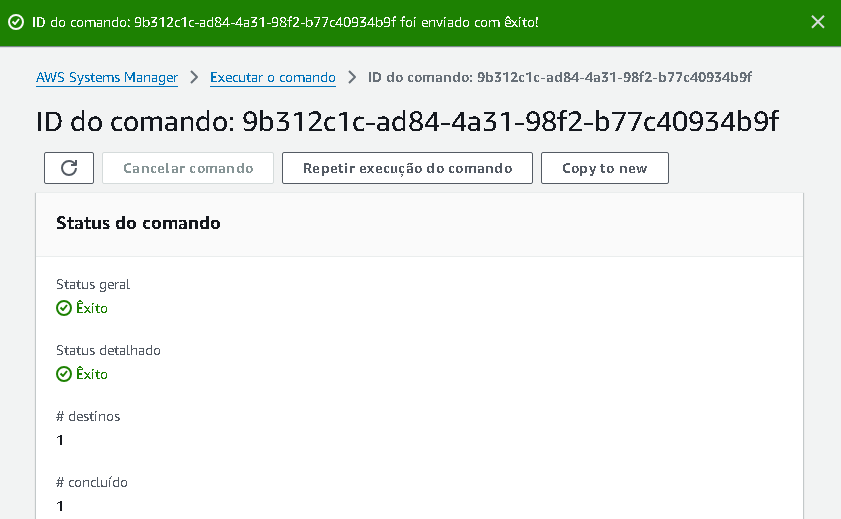 ID do comando: 9b312c1c-ad84-4a31-98f2-b77c40934b9f foi enviado com êxito!
AWS Systems Manager > Executar o comando > ID do comando: 9b312c1c-ad84-4a31-98f2-b77c40934b9f
ID do comando: 9b312c1c-ad84-4a31-98f2-b77c40934b9f
Cancelar comando Repetir execução do comando Copy to new
Status do comando
Status geral
Êxito
Status detalhado
Êxito
# destinos
1
# concluído
1